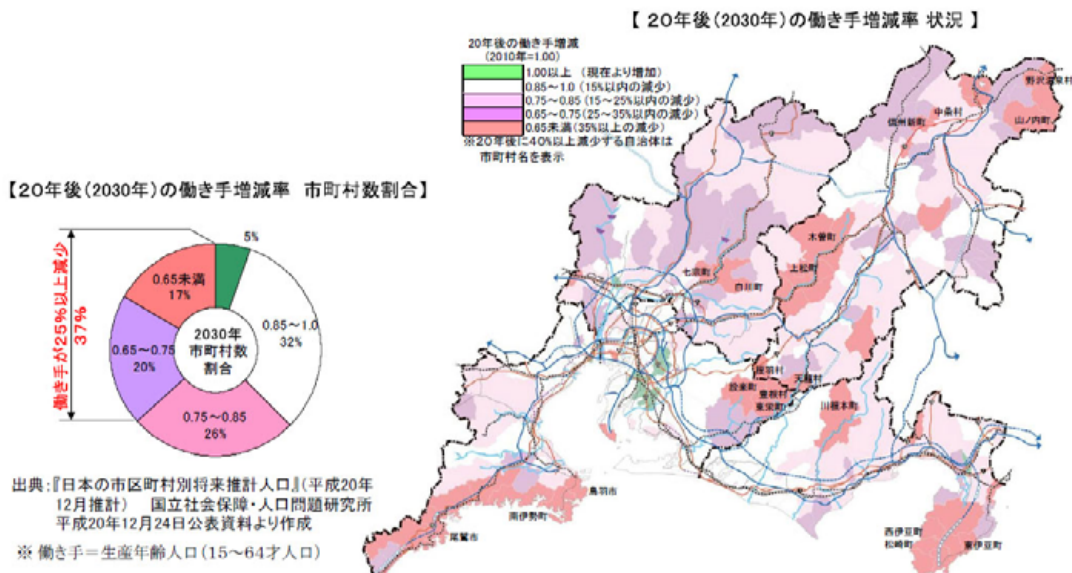 【 20年後(2030年)の働き手増減率 状況 】
20年後の働き手増減
(2010年=1.00)
1.00以上 (現在より増加)
0.85~1.0 (15%以内の減少)
0.75~0.85 (15~25%以内の減少)
0.65~0.75 (25~35%以内の減少)
0.65未満(35%以上の減少)
※20年後に40%以上減少する自治体は
市町村名を表示
野沢温泉村
中条村
信州新町
山ノ内町
木曽町
上松町
七宗町
白川町
根羽村
天龍村
設楽町
豊根村
東栄町
川根本町
鳥羽市
南伊勢町
尾鷲市
西伊豆町
松崎町
東伊豆町
【20年後(2030年)の働き手増減率 市町村数割合】
働き手が25%以上減少
37%
5%
0.85~1.0
32%
0.75~0.85
26%
0.65~0.75
20%
0.65未満
17%
2030年
市町村数
割合
出典:『日本の市区町村別将来推計人口』(平成20年
12月推計) 国立社会保障・人口問題研究所
平成20年12月24日公表資料より作成
※ 働き手=生産年齢人口(15~64才人口)